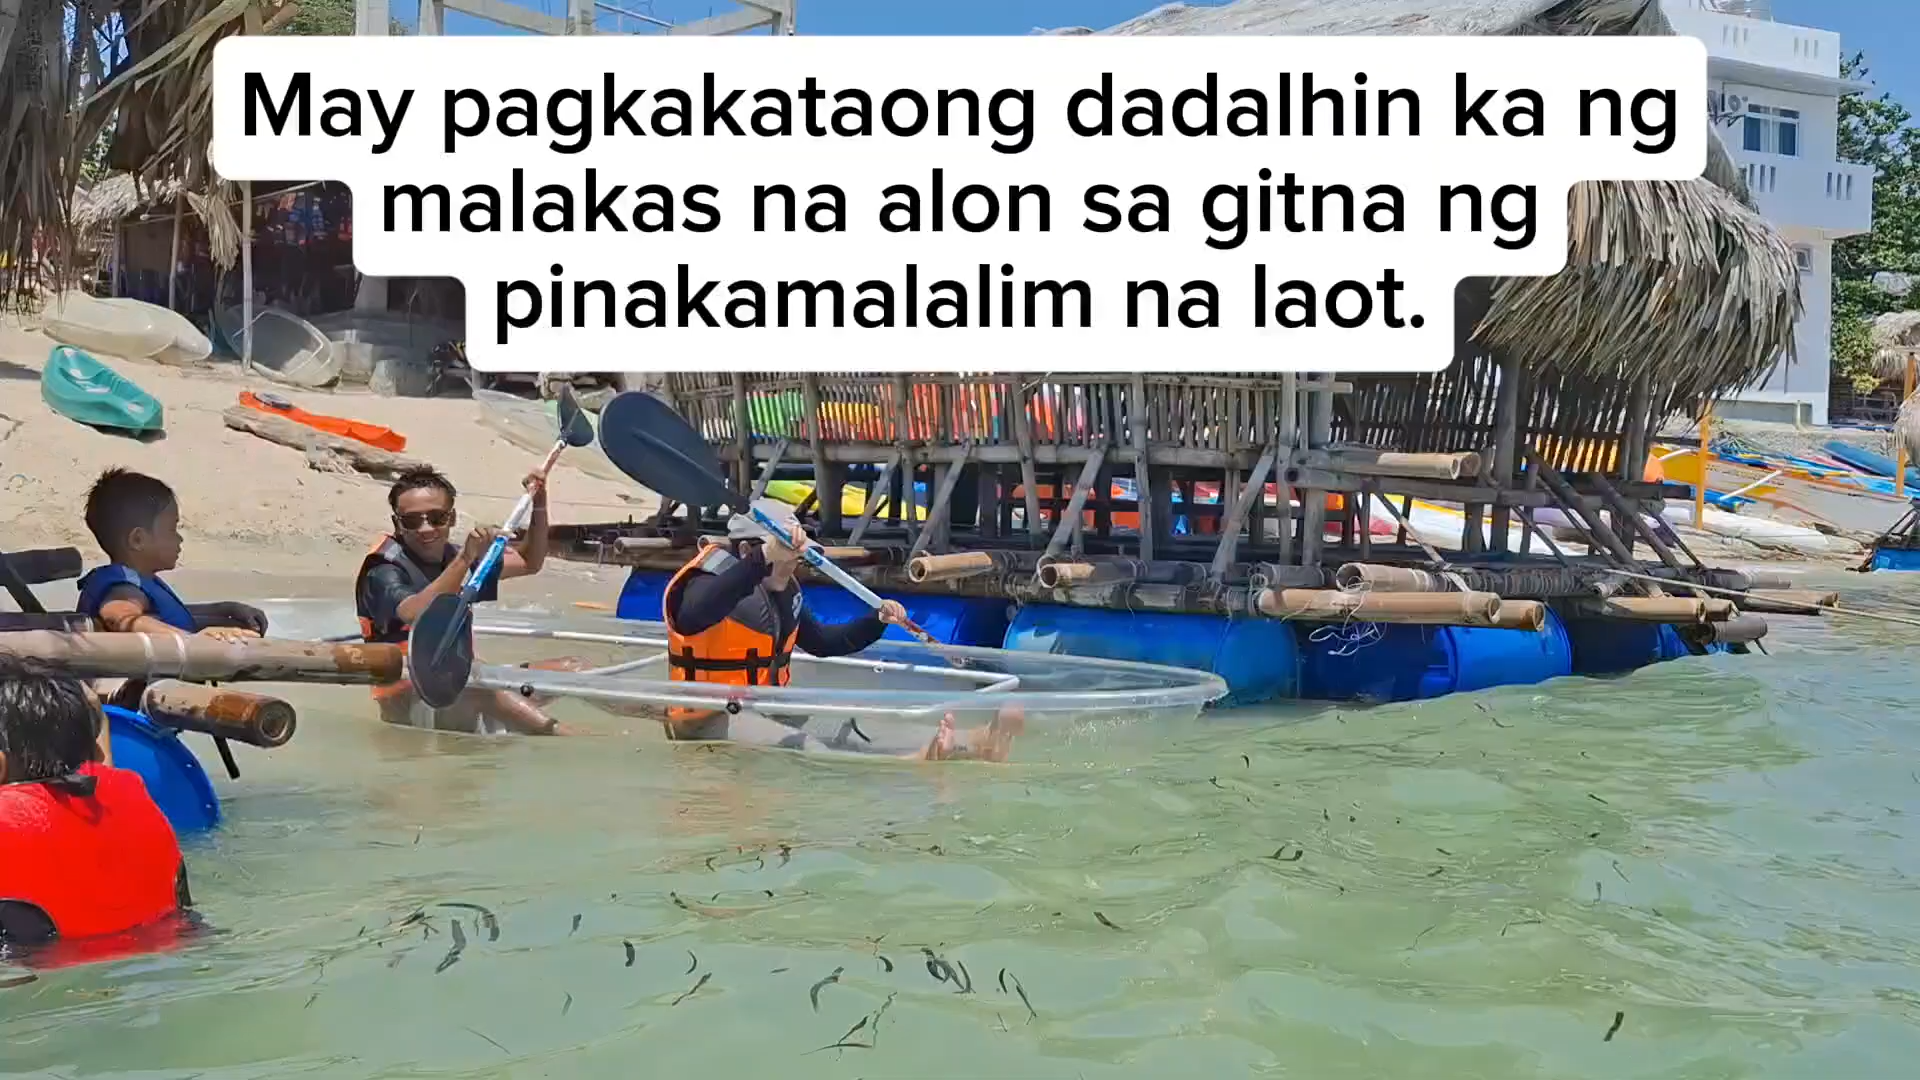 May pagkakataong dadalhin ka ng
malakas na alon sa gitna ng
pinakamalalim na laot.